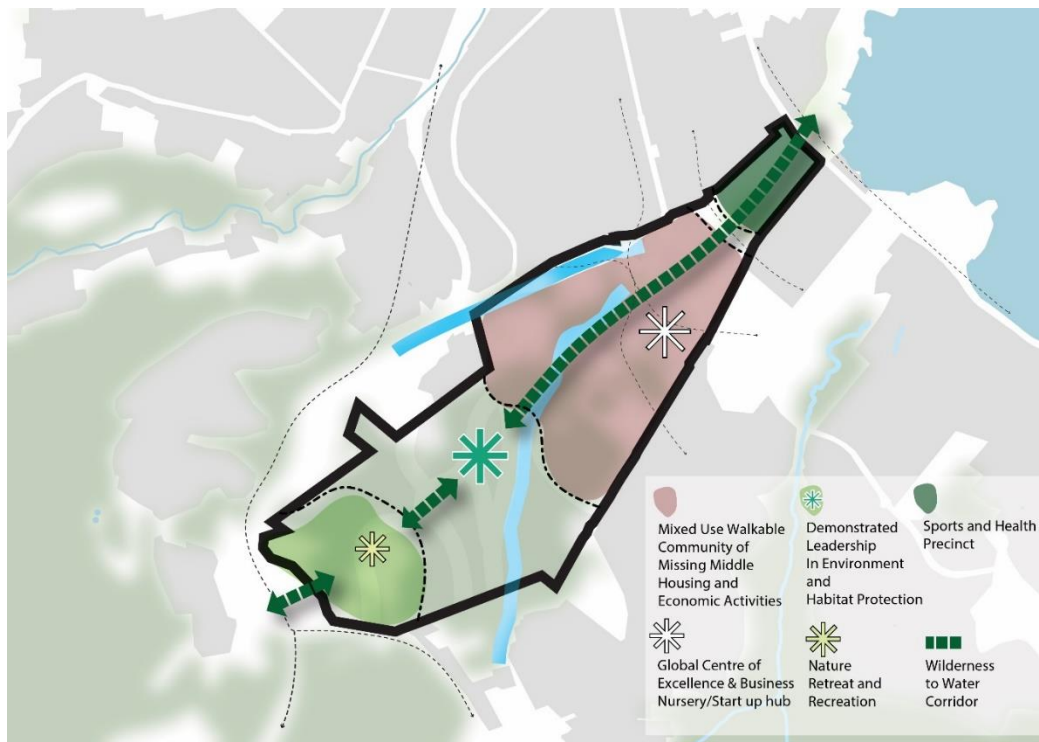 Mixed Use Walkable
Community of
Missing Middle
Housing and
Economic Activities
Demonstrated
Leadership
In Environment
and
Habitat Protection
Sports and Health
Precinct
Global Centre of
Excellence & Business
Nursery/Start up hub
Nature
Retreat and
Recreation
Wilderness
to Water
Corridor